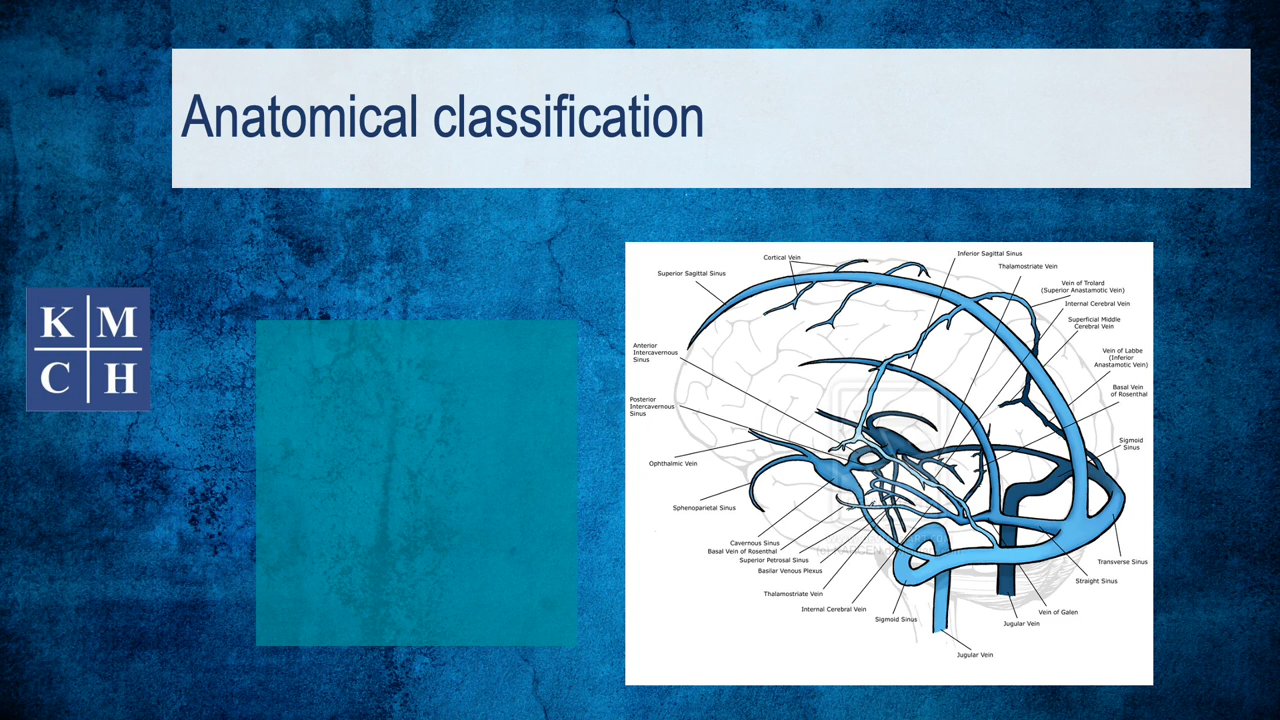 Anatomical classification
K M
C H
Cortical Vein
Superior Sagittal Sinus
Inferior Sagittal Sinus
Thalamostriate Vein
Vein of Trolard
(Superior Anastamotic Vein)
Internal Cerebral Vein
Superficial Middle
Cerebral Vein
Vein of Labbe
(Inferior
Anastamotic Vein)
Basal Vein
of Rosenthal
Sigmoid
Sinus
Anterior
Intercavernous
Sinus
Posterior
Intercavernous
Sinus
Ophthalmic Vein
Sphenoparietal Sinus
Cavernous Sinus
Basal Vein of Rosenthal
Superior Petrosal Sinus
Basilar Venous Plexus
Thalamostriate Vein
Internal Cerebral Vein
Sigmoid Sinus
Jugular Vein
Jugular Vein
Vein of Galen
Straight Sinus
Transverse Sinus